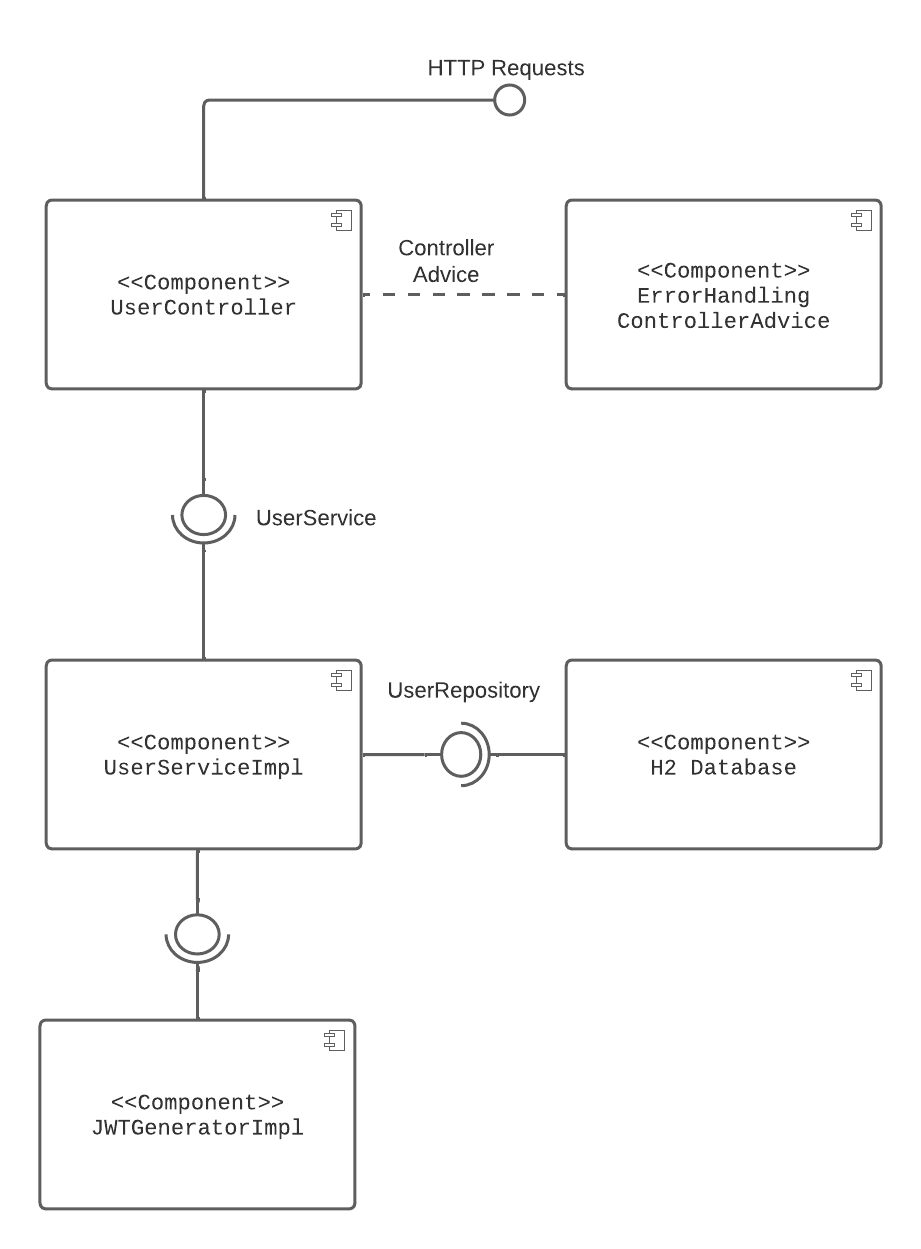 HTTP Requests
<<Component>>
UserController
Controller
Advice
<<Component>>
ErrorHandling
ControllerAdvice
UserService
<<Component>>
UserServiceImpl
UserRepository
<<Component>>
H2 Database
<<Component>>
JWTGeneratorImpl